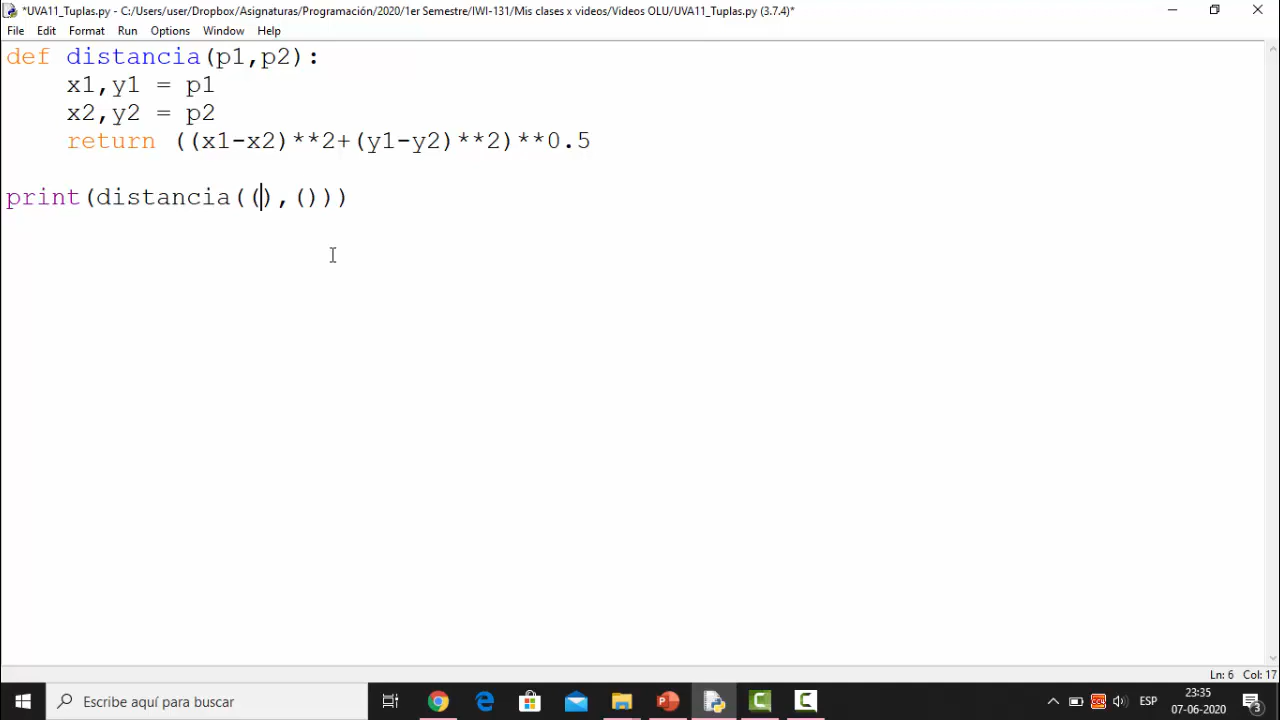 *UVA11_Tuplas.py - C:/Users/user/Dropbox/Asignaturas/Programación/2020/1er Semestre/IWI-131/Mis clases x videos/Videos OLU/UVA11_Tuplas.py (3.7.4)*
File Edit Format Run Options Window Help
def distancia(p1,p2):
    x1,y1 = p1
    x2,y2 = p2
    return ((x1-x2)**2+(y1-y2)**2)**0.5
print(distancia((),()))
Ln: 6 Col: 17
Escribe aquí para buscar
ESP
23:35
07-06-2020
3